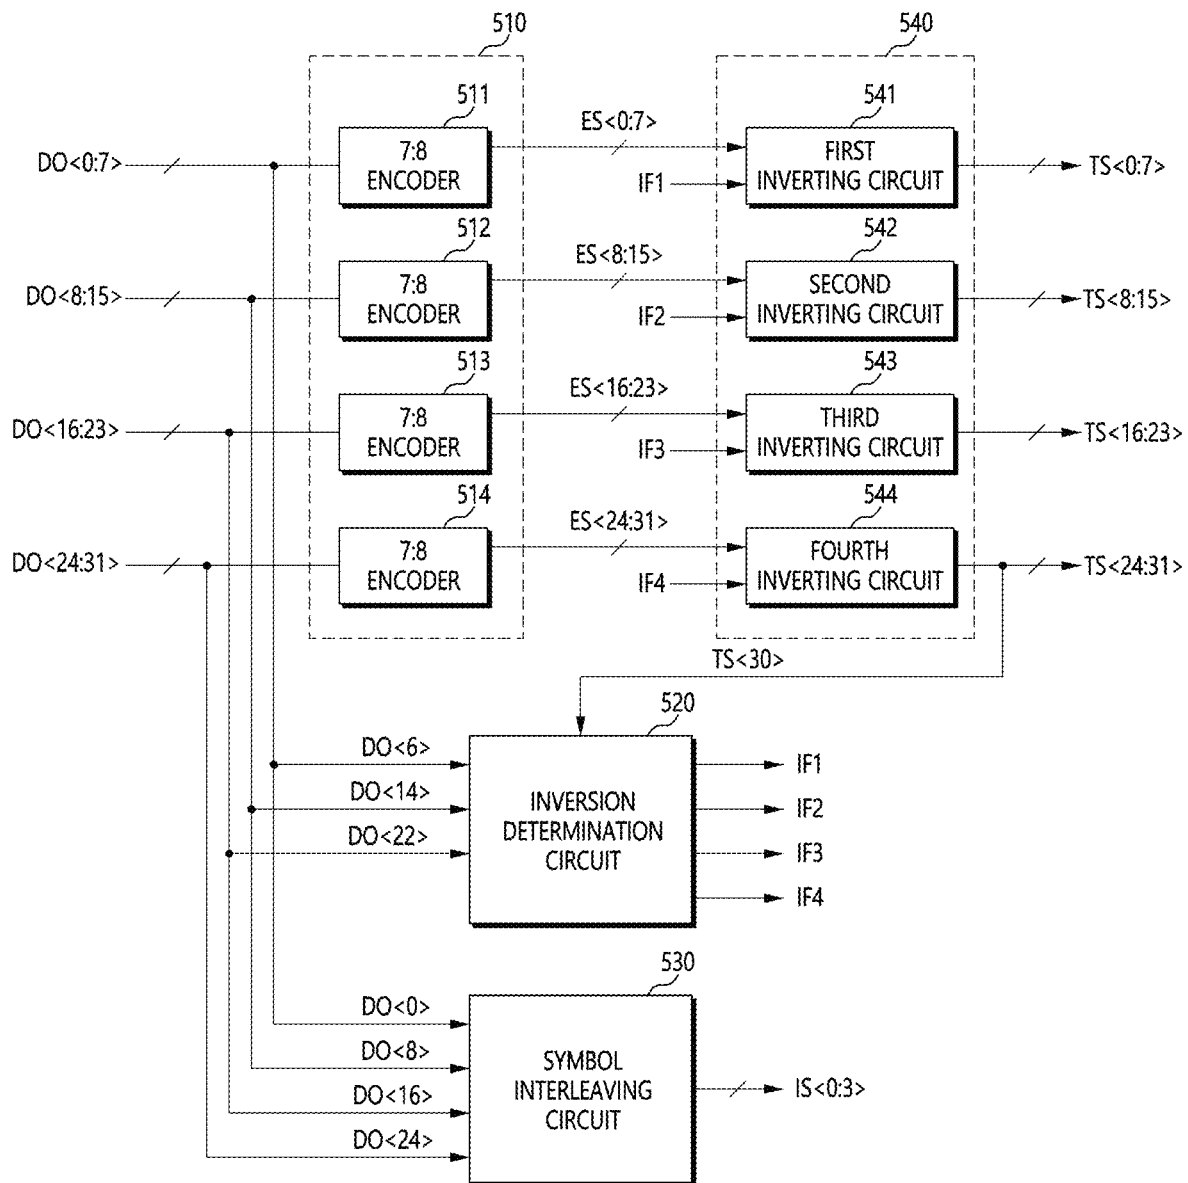 510
540
511
541
DO<0:7>
7:8
ENCODER
ES<0:7>
IF1
FIRST
INVERTING CIRCUIT
TS<0:7>
512
542
DO<8:15>
7:8
ENCODER
ES<8:15>
IF2
SECOND
INVERTING CIRCUIT
TS<8:15>
513
543
DO<16:23>
7:8
ENCODER
ES<16:23>
IF3
THIRD
INVERTING CIRCUIT
TS<16:23>
514
544
DO<24:31>
7:8
ENCODER
ES<24:31>
IF4
FOURTH
INVERTING CIRCUIT
TS<24:31>
TS<30>
520
DO<6>
DO<14>
DO<22>
INVERSION
DETERMINATION
CIRCUIT
IF1
IF2
IF3
IF4
530
DO<0>
DO<8>
DO<16>
DO<24>
SYMBOL
INTERLEAVING
CIRCUIT
IS<0:3>